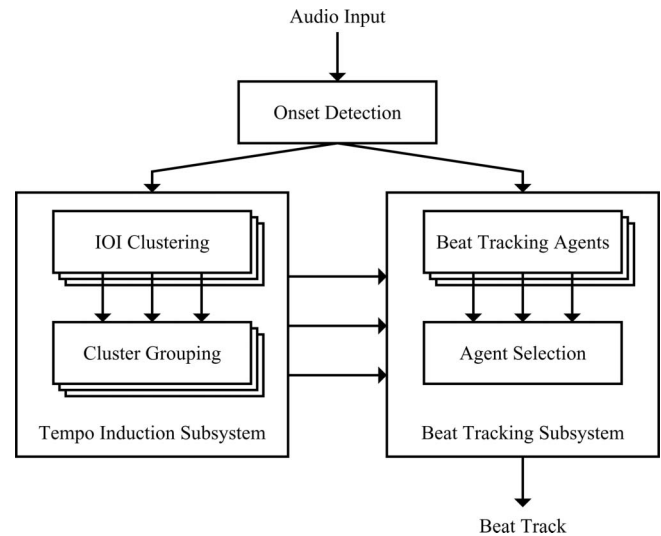 Audio Input
Onset Detection
IOI Clustering
Cluster Grouping
Tempo Induction Subsystem
Beat Tracking Agents
Agent Selection
Beat Tracking Subsystem
Beat Track